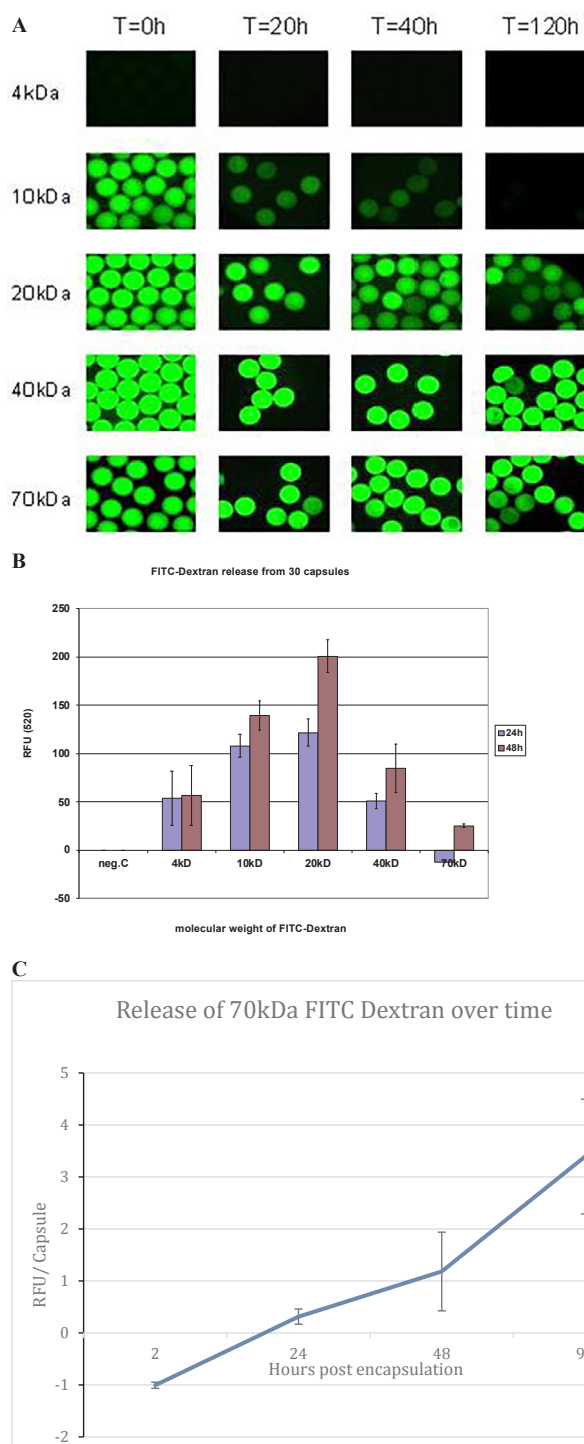 A
T=0h T=20h T=40h T=120h
4kDa
10kDa
20kDa
40kDa
70kDa
B
FITC-Dextran release from 30 capsules
RFU (520)
250
200
150
100
50
0
-50
neg.C 4kD 10kD 20kD 40kD 70kD
24h
48h
molecular weight of FITC-Dextran
C
Release of 70kDa FITC Dextran over time
RFU/ Capsule
5
4
3
2
1
0
-1
-2
2 24 48 9
Hours post encapsulation